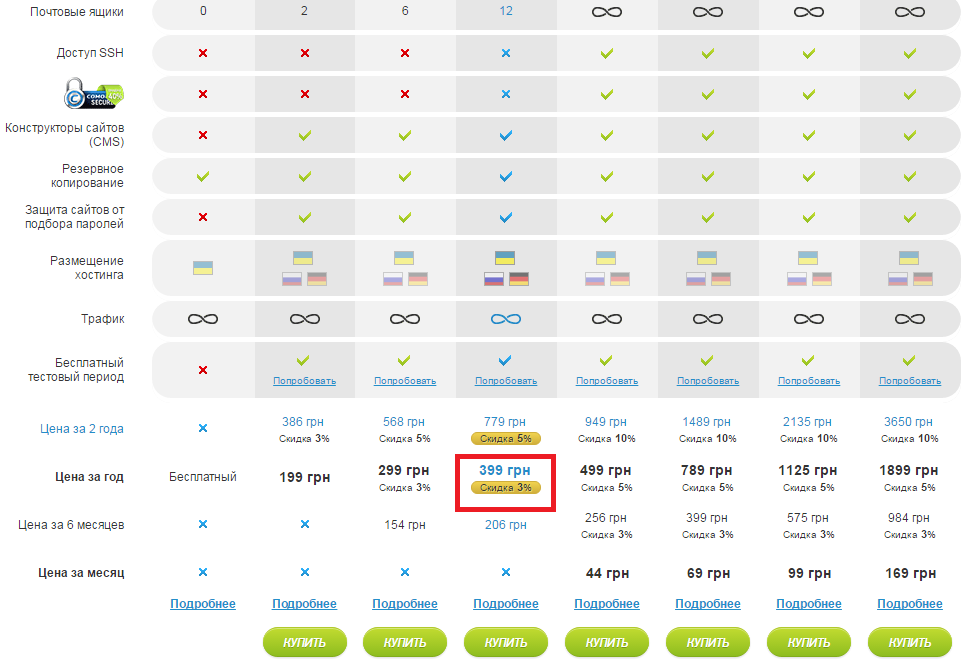 Почтовые ящики 0 2 6 12
Доступ SSH
COMODO SECURE
Конструкторы сайтов
(CMS)
Резервное
копирование
Защита сайтов от
подбора паролей
Размещение
хостинга
Трафик
Бесплатный
тестовый период
Попробовать Попробовать Попробовать Попробовать Попробовать Попробовать Попробовать
Цена за 2 года 386 грн 568 грн 779 грн 949 грн 1489 грн 2135 грн 3650 грн
Скидка 3% Скидка 5% Скидка 5% Скидка 10% Скидка 10% Скидка 10% Скидка 10%
Цена за год Бесплатный 199 грн 299 грн 399 грн 499 грн 789 грн 1125 грн 1899 грн
Скидка 3% Скидка 3% Скидка 5% Скидка 5% Скидка 5% Скидка 5%
Цена за 6 месяцев 154 грн 206 грн 256 грн 399 грн 575 грн 984 грн
Скидка 3% Скидка 3% Скидка 3% Скидка 3%
Цена за месяц 44 грн 69 грн 99 грн 169 грн
Подробнее Подробнее Подробнее Подробнее Подробнее Подробнее Подробнее Подробнее
КУПИТЬ КУПИТЬ КУПИТЬ КУПИТЬ КУПИТЬ КУПИТЬ КУПИТЬ